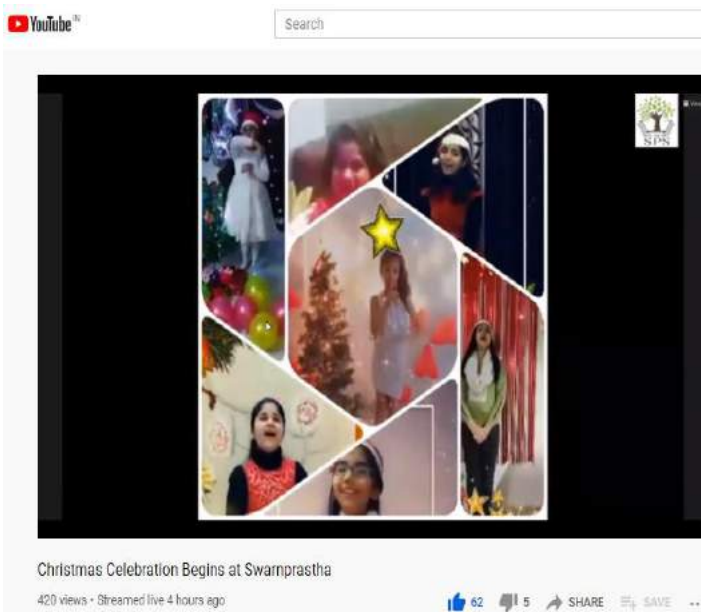 YouTube IN
Search
SPS
Christmas Celebration Begins at Swarnprastha
420 views • Streamed live 4 hours ago
62 5 SHARE SAVE ...